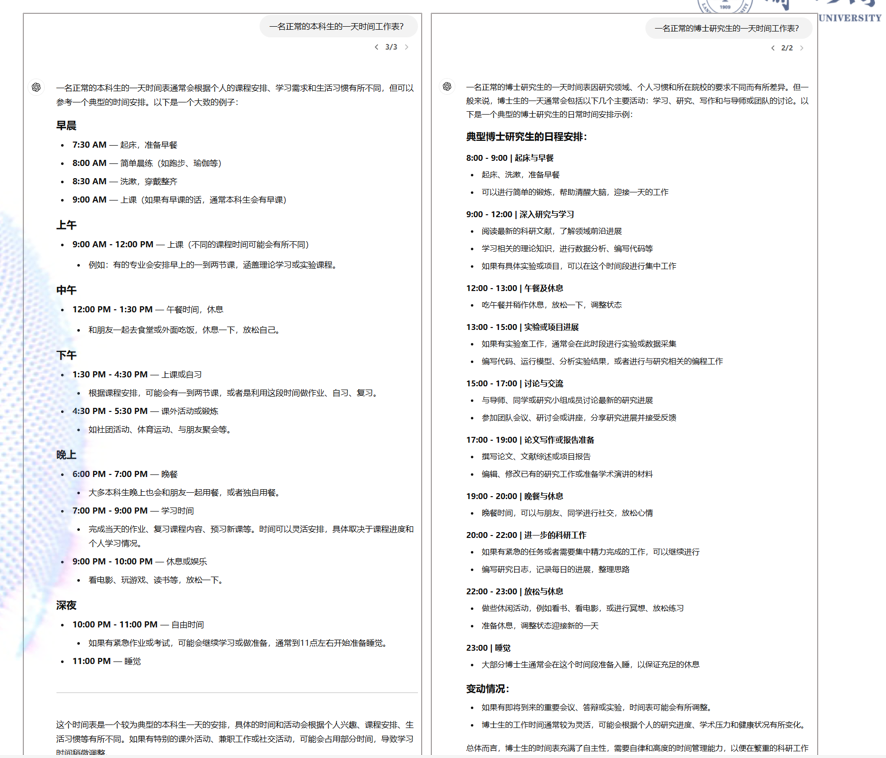 UNIVERSITY
一名正常的本科生的一天时间工作表?
3/3
一名正常的本科生的一天时间表通常会根据个人的课程安排、学习需求和生活习惯有所不同，但可以
参考一个典型的时间安排。以下是一个大致的例子：
早晨
7:30 AM — 起床，准备早餐
8:00 AM — 简单晨练（如跑步、瑜伽等）
8:30 AM — 洗漱，穿戴整齐
9:00 AM — 上课（如果有早课的话，通常本科生会有早课）
上午
9:00 AM - 12:00 PM — 上课（不同的课程时间可能会有所不同）
例如：有的专业会安排早上的一到两节课，涵盖理论学习或实验课程。
中午
12:00 PM - 1:30 PM — 午餐时间，休息
和朋友一起去食堂或外面吃饭，休息一下，放松自己。
下午
1:30 PM - 4:30 PM — 上课或自习
根据课程安排，可能会有一到两节课，或者是利用这段时间做作业、自习、复习。
4:30 PM - 5:30 PM — 课外活动或锻炼
如社团活动、体育运动、与朋友聚会等。
晚上
6:00 PM - 7:00 PM — 晚餐
大多本科生晚上也会和朋友一起用餐，或者独自用餐。
7:00 PM - 9:00 PM — 学习时间
完成当天的作业、复习课程内容、预习新课等。时间可以灵活安排，具体取决于课程进度和
个人学习情况。
9:00 PM - 10:00 PM — 休息或娱乐
看电影、玩游戏、读书等，放松一下。
深夜
10:00 PM - 11:00 PM — 自由时间
如果有紧急作业或考试，可能会继续学习或做准备，通常到11点左右开始准备睡觉。
11:00 PM — 睡觉
这个时间表是一个较为典型的本科生一天的安排，具体的时间和活动会根据个人兴趣、课程安排、生
活习惯等有所不同。如果有特别的课外活动、兼职工作或社交活动，可能会占用部分时间，导致学习
时间稍微调整。
一名正常的博士研究生的一天时间工作表?
2/2
一名正常的博士研究生的一天时间表因研究领域、个人习惯和所在院校的要求不同而有所差异。但一
般来说，博士生的一天通常会包括以下几个主要活动：学习、研究、写作和与导师或团队的讨论。以
下是一个典型的博士研究生的日常时间安排示例：
典型博士研究生的日程安排：
8:00 - 9:00 | 起床与早餐
起床、洗漱，准备早餐
可以进行简单的锻炼，帮助清醒大脑，迎接一天的工作
9:00 - 12:00 | 深入研究与学习
阅读最新的科研文献，了解领域前沿进展
学习相关的理论知识，进行数据分析、编写代码等
如果有具体实验或项目，可以在这个时间段进行集中工作
12:00 - 13:00 | 午餐及休息
吃午餐并稍作休息，放松一下，调整状态
13:00 - 15:00 | 实验或项目进展
如果有实验室工作，通常会在此时段进行实验或数据采集
编写代码、运行模型、分析实验结果，或者进行与研究相关的编程工作
15:00 - 17:00 | 讨论与交流
与导师、同学或研究小组成员讨论最新的研究进展
参加团队会议、研讨会或讲座，分享研究进展并接受反馈
17:00 - 19:00 | 论文写作或报告准备
撰写论文、文献综述或项目报告
编辑、修改已有的研究工作或准备学术演讲的材料
19:00 - 20:00 | 晚餐与休息
晚餐时间，可以与朋友、同学进行社交，放松心情
20:00 - 22:00 | 进一步的科研工作
如果有紧急的任务或者需要集中精力完成的工作，可以继续进行
编写研究日志，记录每日的进展，整理思路
22:00 - 23:00 | 放松与休息
做些休闲活动，例如看书、看电影，或进行冥想、放松练习
准备休息，调整状态迎接新的一天
23:00 | 睡觉
大部分博士生通常会在这个时间段准备入睡，以保证充足的休息
变动情况：
如果有即将到来的重要会议、答辩或实验，时间表可能会有所调整。
博士生的工作时间通常较为灵活，可能会根据个人的研究进度、学术压力和健康状况有所变化。
总体而言，博士生的时间表充满了自主性，需要自律和高度的时间管理能力，以便在繁重的科研工作